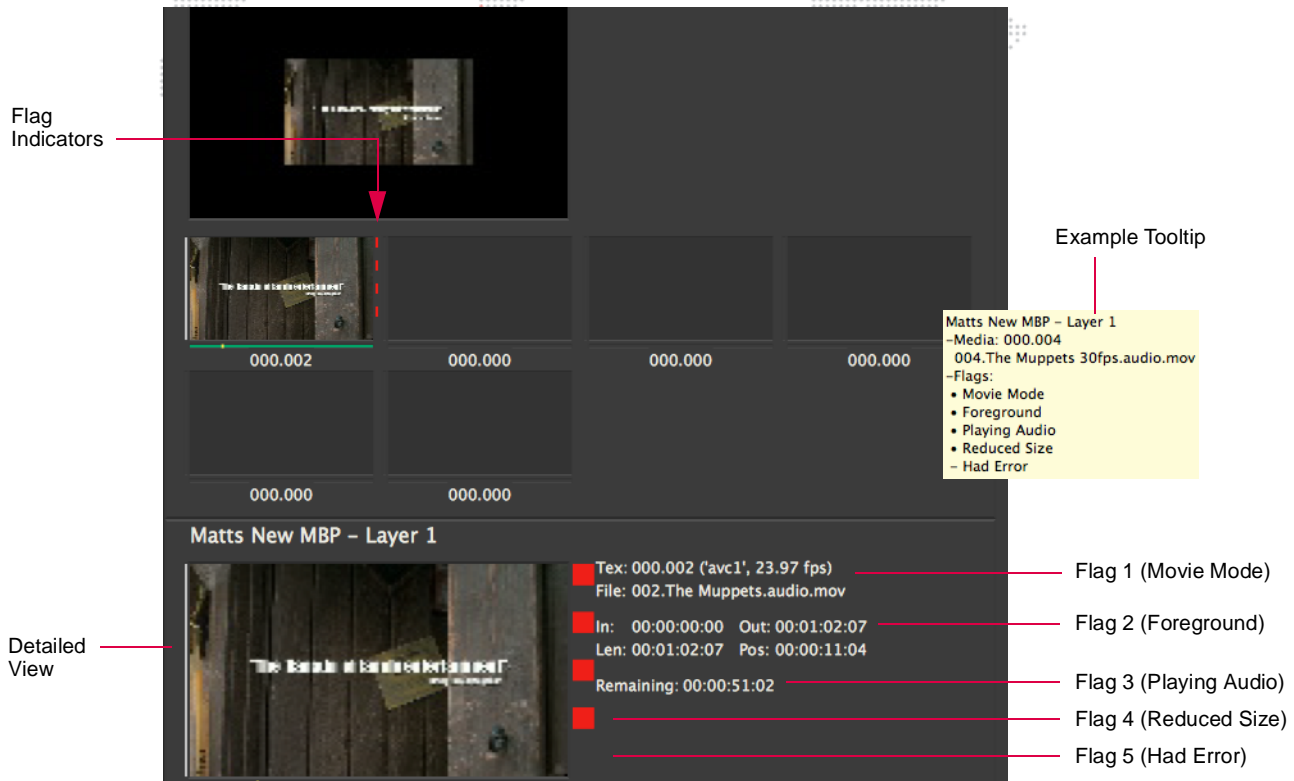 Flag
Indicators
Example Tooltip
000.002
000.000
000.000
000.000
Matts New MBP – Layer 1
–Media: 000.004
004.The Muppets 30fps.audio.mov
–Flags:
• Movie Mode
• Foreground
• Playing Audio
• Reduced Size
– Had Error
000.000
000.000
Matts New MBP – Layer 1
Detailed
View
Tex: 000.002 ('avc1', 23.97 fps)
File: 002.The Muppets.audio.mov
In: 00:00:00:00 Out: 00:01:02:07
Len: 00:01:02:07 Pos: 00:00:11:04
Remaining: 00:00:51:02
Flag 1 (Movie Mode)
Flag 2 (Foreground)
Flag 3 (Playing Audio)
Flag 4 (Reduced Size)
Flag 5 (Had Error)